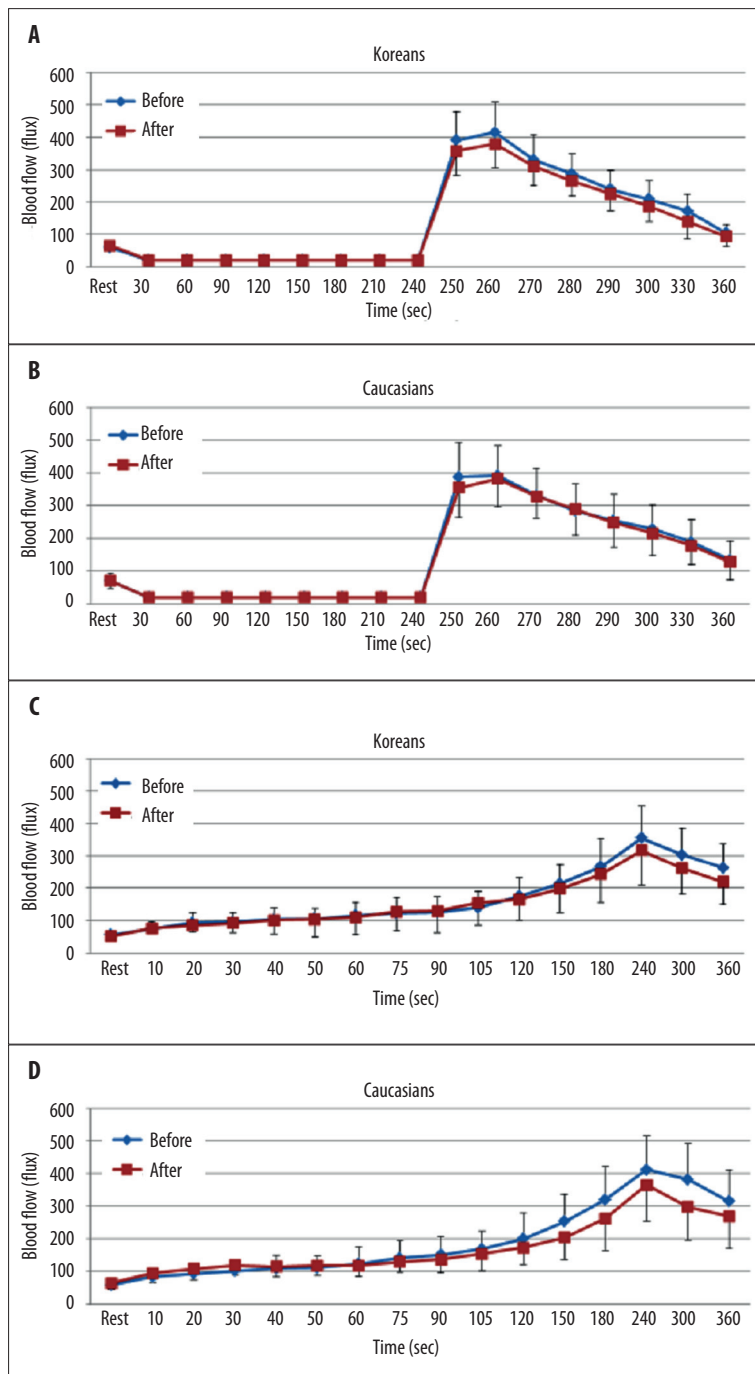 A
Koreans
600
500
400
300
200
100
0
Blood flow (flux)
Before
After
Rest 30 60 90 120 150 180 210 240 250 260 270 280 290 300 330 360
Time (sec)
B
Caucasians
600
500
400
300
200
100
0
Blood flow (flux)
Before
After
Rest 30 60 90 120 150 180 210 240 250 260 270 280 290 300 330 360
Time (sec)
C
Koreans
600
500
400
300
200
100
0
Blood flow (flux)
Before
After
Rest 10 20 30 40 50 60 75 90 105 120 150 180 240 300 360
Time (sec)
D
Caucasians
600
500
400
300
200
100
0
Blood flow (flux)
Before
After
Rest 10 20 30 40 50 60 75 90 105 120 150 180 240 300 360
Time (sec)